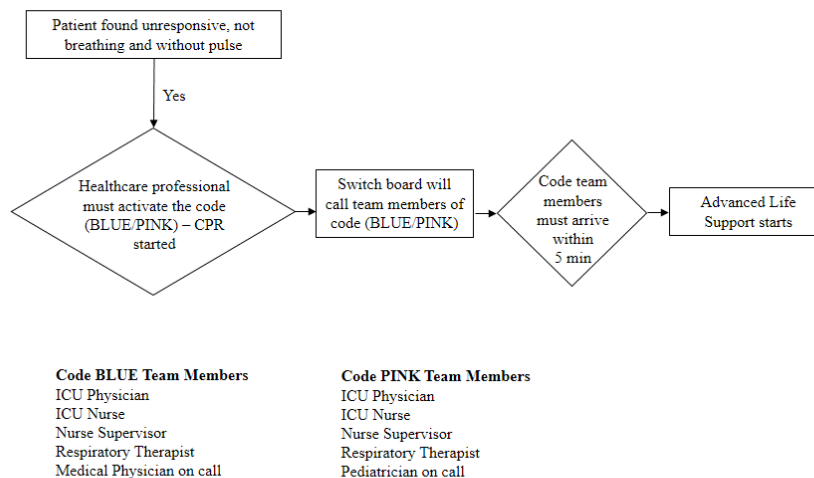 Patient found unresponsive, not
breathing and without pulse
Yes
Healthcare professional
must activate the code
(BLUE/PINK) – CPR
started
Switch board will
call team members of
code (BLUE/PINK)
Code team
members
must arrive
within
5 min
Advanced Life
Support starts
Code BLUE Team Members
ICU Physician
ICU Nurse
Nurse Supervisor
Respiratory Therapist
Medical Physician on call
Code PINK Team Members
ICU Physician
ICU Nurse
Nurse Supervisor
Respiratory Therapist
Pediatrician on call